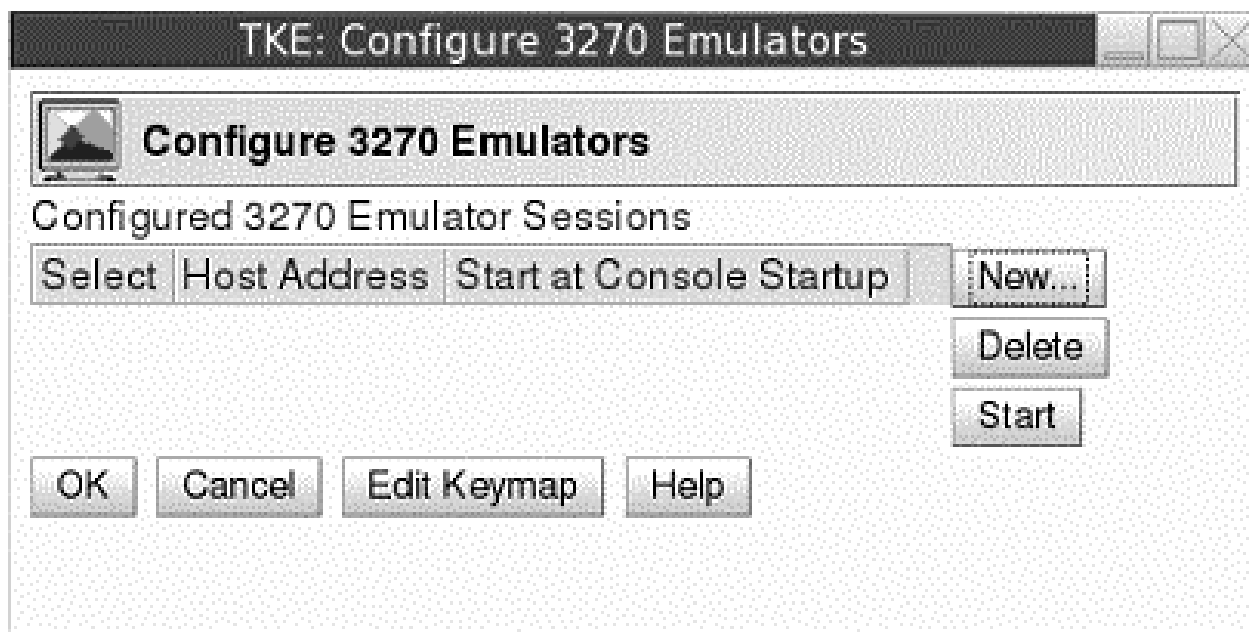 TKE: Configure 3270 Emulators
Configure 3270 Emulators
Configured 3270 Emulator Sessions
Select Host Address Start at Console Startup
New...
Delete
Start
OK Cancel Edit Keymap Help